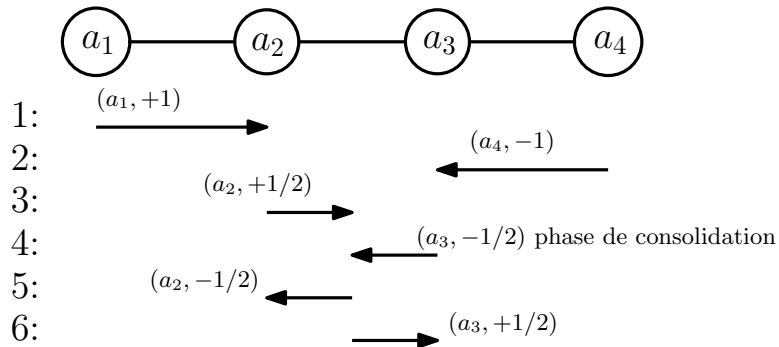 a₁ a₂ a₃ a₄
1: (a₁, +1)
2: (a₄, −1)
3: (a₂, +1/2)
4: (a₃, −1/2) phase de consolidation
5: (a₂, −1/2)
6: (a₃, +1/2)